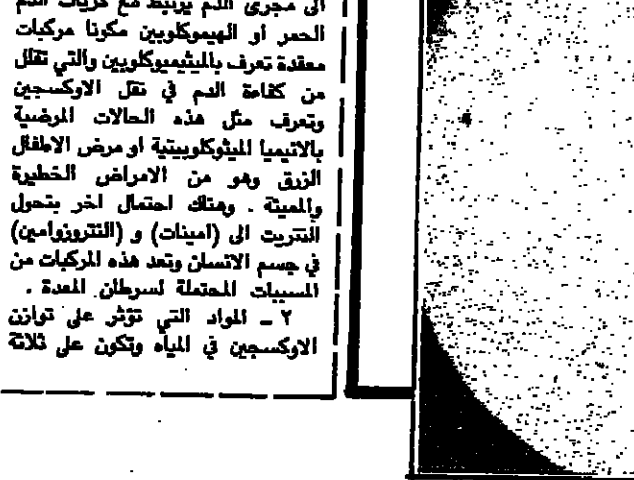 الى مجرى الدم يرتبط مع كريات الدم
الحمر أو الهيموكلوبين مكونا مركبات
معقدة تعرف بالميثيموكلوبين والتي تقلل
من كفاءة الدم في نقل الاوكسجين
وتعرف مثل هذه الحالات المرضية
بالانيميا الميثوكلوبيتية او مرض الاطفال
الزرق وهو من الامراض الخطيرة
والمميتة . وهناك احتمال اخر بتحول
النتريت الى (امينات) و (النتروزوامين)
في جسم الانسان وتعد هذه المركبات من
المسببات المحتملة لسرطان المعدة .
٢ ــ المواد التي تؤثر على توازن
الاوكسجين في المياه وتكون على ثلاثة